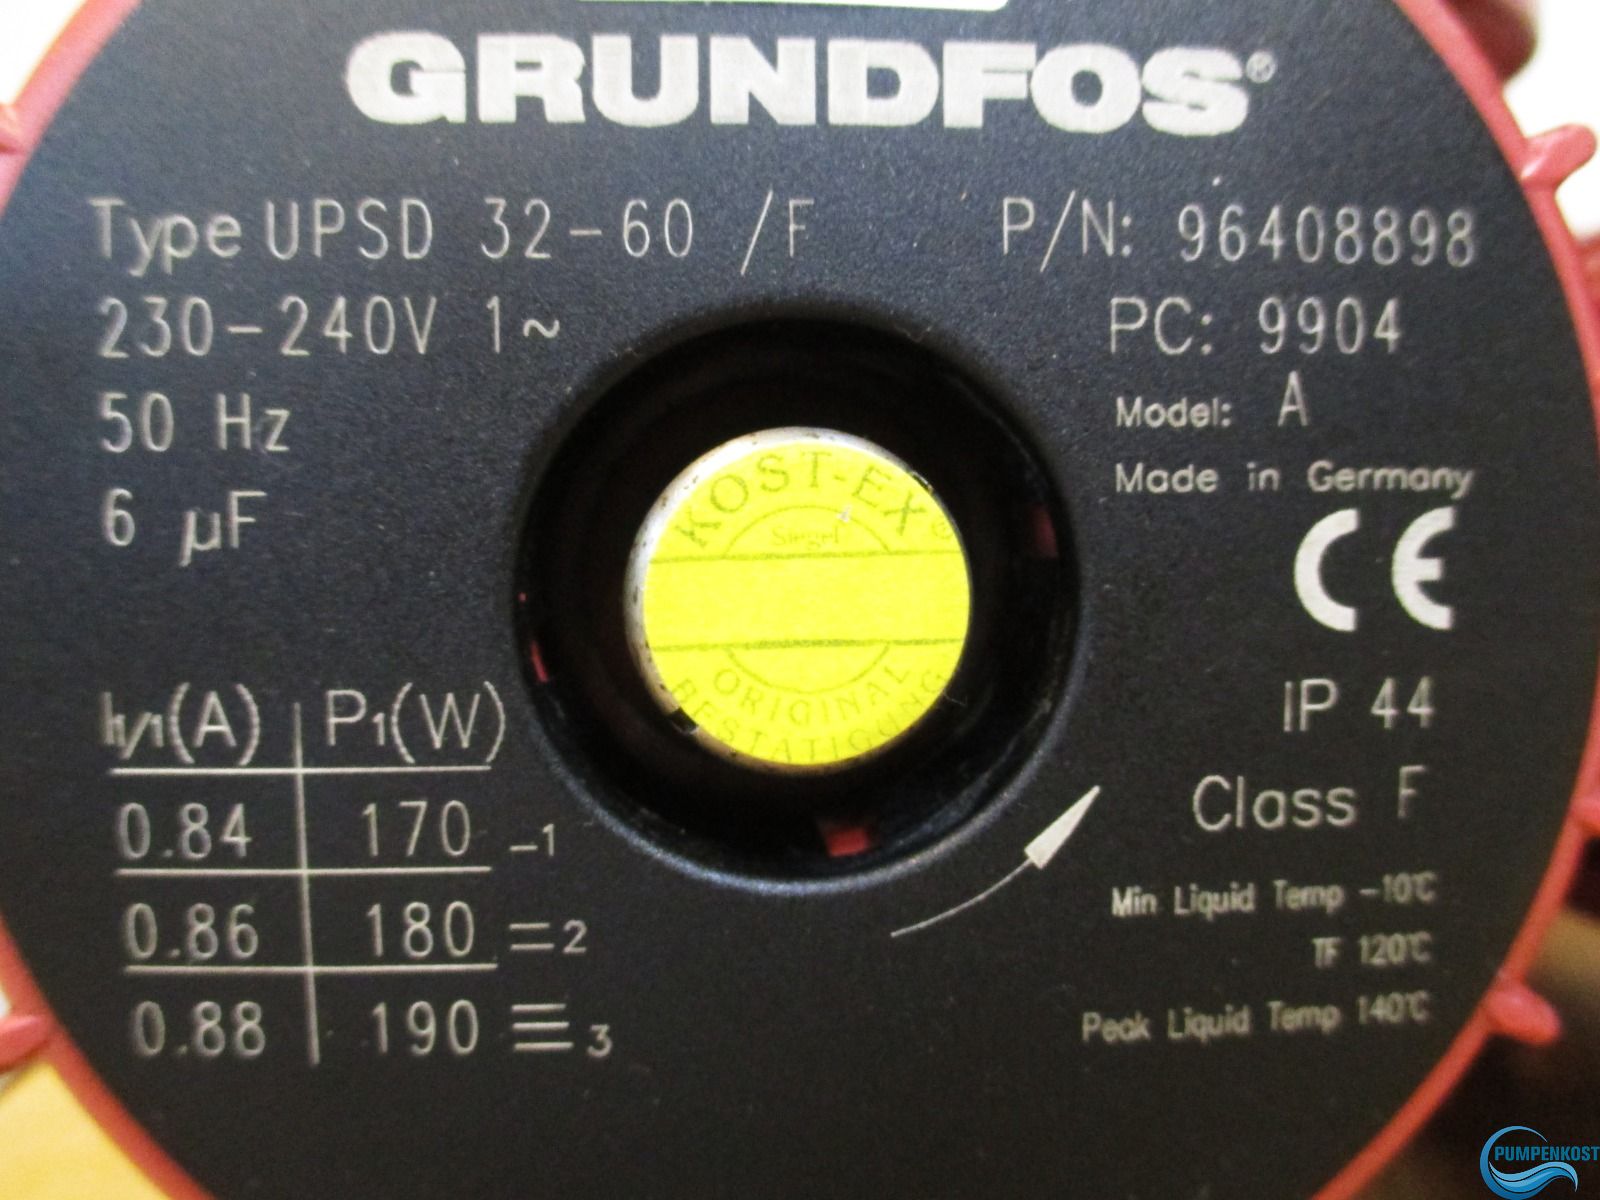 GRUNDFOS®
Type UPSD 32-60 /F P/N: 96408898
230-240V 1~ PC: 9904
50 Hz Model: A
6 µF Made in Germany
CE
IP 44
Class F
Min Liquid Temp -10°C
TF 120°C
Peak Liquid Temp 140°C
I1/1(A) P1(W)
0.84 170 1
0.86 180 2
0.88 190 3
KOST-EX®
Siegel
ORIGINAL
BESTÄTIGUNG
PUMPENKOST